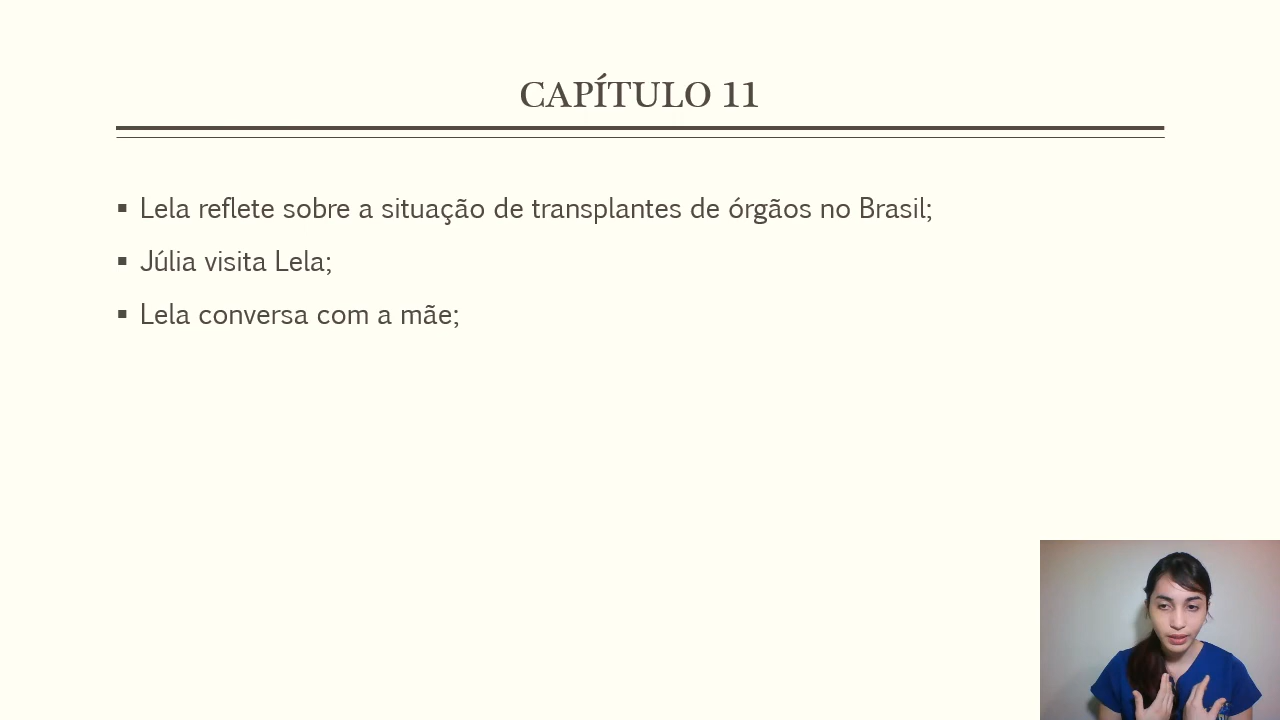 CAPÍTULO 11
▪ Lela reflete sobre a situação de transplantes de órgãos no Brasil;
▪ Júlia visita Lela;
▪ Lela conversa com a mãe;